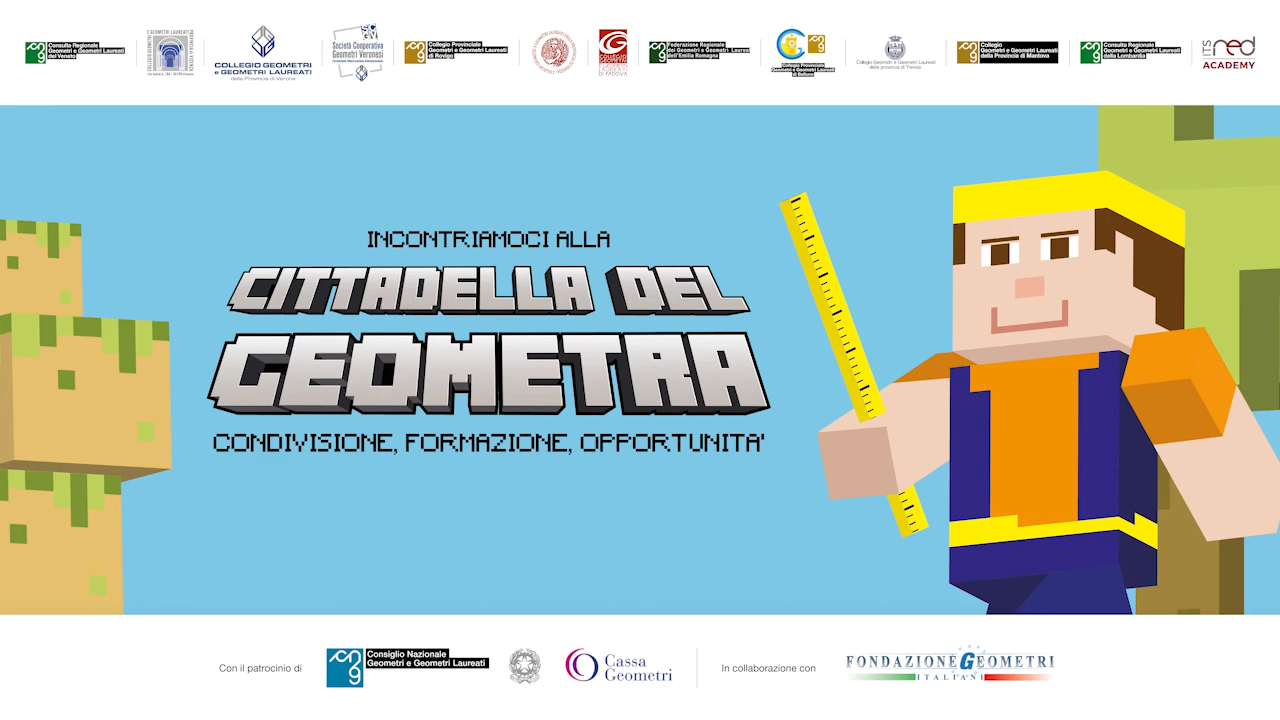 Consulta Regionale
Geometri e Geometri Laureati
del Veneto
COLLEGIO GEOMETRI
e GEOMETRI LAUREATI
della Provincia di Verona
Società Cooperativa
Geometri Veronesi
Collegio Provinciale
Geometri e Geometri Laureati
di Rovigo
DI PADOVA
Federazione Regionale
dei Geometri e Geometri Laureati
dell'Emilia Romagna
Collegio Geometri e Geometri Laureati
della provincia di Treviso
Collegio
Geometri e Geometri Laureati
della Provincia di Mantova
Consulta Regionale
Geometri e Geometri Laureati
della Lombardia
ITS red
ACADEMY
INCONTRIAMOCI ALLA
CITTADELLA DEL
GEOMETRA
CONDIVISIONE, FORMAZIONE, OPPORTUNITA'
Con il patrocinio di
Consiglio Nazionale
Geometri e Geometri Laureati
Cassa
Geometri
In collaborazione con
FONDAZIONE GEOMETRI
ITALIANI